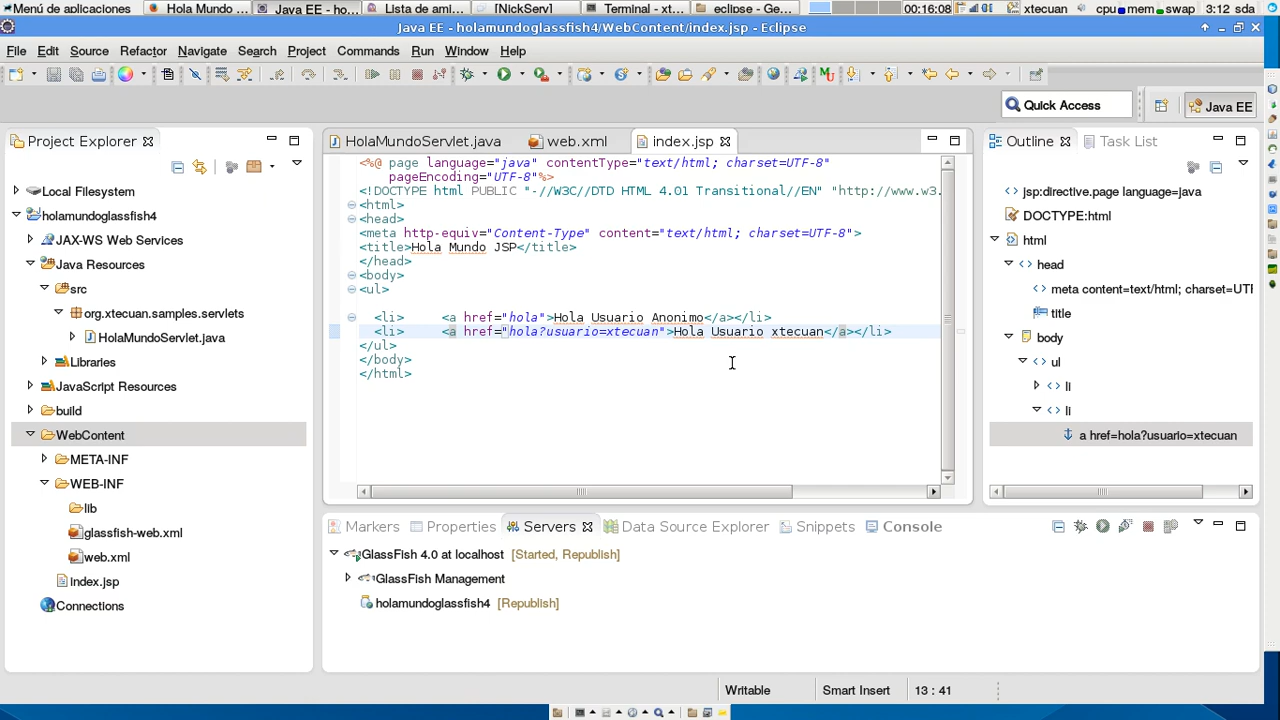 Menú de aplicaciones
Hola Mundo ...
Java EE - ho...
Lista de ami...
[NickServ]
Terminal - xt...
eclipse - Ge...
00:16:08
xtecuan
cpu mem swap
3:12 sda
Java EE - holamundoglassfish4/WebContent/index.jsp - Eclipse
File Edit Source Refactor Navigate Search Project Commands Run Window Help
Quick Access
Java EE
Project Explorer
Local Filesystem
holamundoglassfish4
JAX-WS Web Services
Java Resources
src
org.xtecuan.samples.servlets
HolaMundoServlet.java
Libraries
JavaScript Resources
build
WebContent
META-INF
WEB-INF
lib
glassfish-web.xml
web.xml
index.jsp
Connections
HolaMundoServlet.java
web.xml
index.jsp
<%@ page language="java" contentType="text/html; charset=UTF-8"
pageEncoding="UTF-8"%>
<!DOCTYPE html PUBLIC "-//W3C//DTD HTML 4.01 Transitional//EN" "http://www.w3.
<html>
<head>
<meta http-equiv="Content-Type" content="text/html; charset=UTF-8">
<title>Hola Mundo JSP</title>
</head>
<body>
<ul>
<li> <a href="hola">Hola Usuario Anonimo</a></li>
<li> <a href="hola?usuario=xtecuan">Hola Usuario xtecuan</a></li>
</ul>
</body>
</html>
Outline
Task List
jsp:directive.page language=java
DOCTYPE:html
html
head
meta content=text/html; charset=UTF
title
body
ul
li
li
a href=hola?usuario=xtecuan
Markers
Properties
Servers
Data Source Explorer
Snippets
Console
GlassFish 4.0 at localhost [Started, Republish]
GlassFish Management
holamundoglassfish4 [Republish]
Writable
Smart Insert
13 : 41